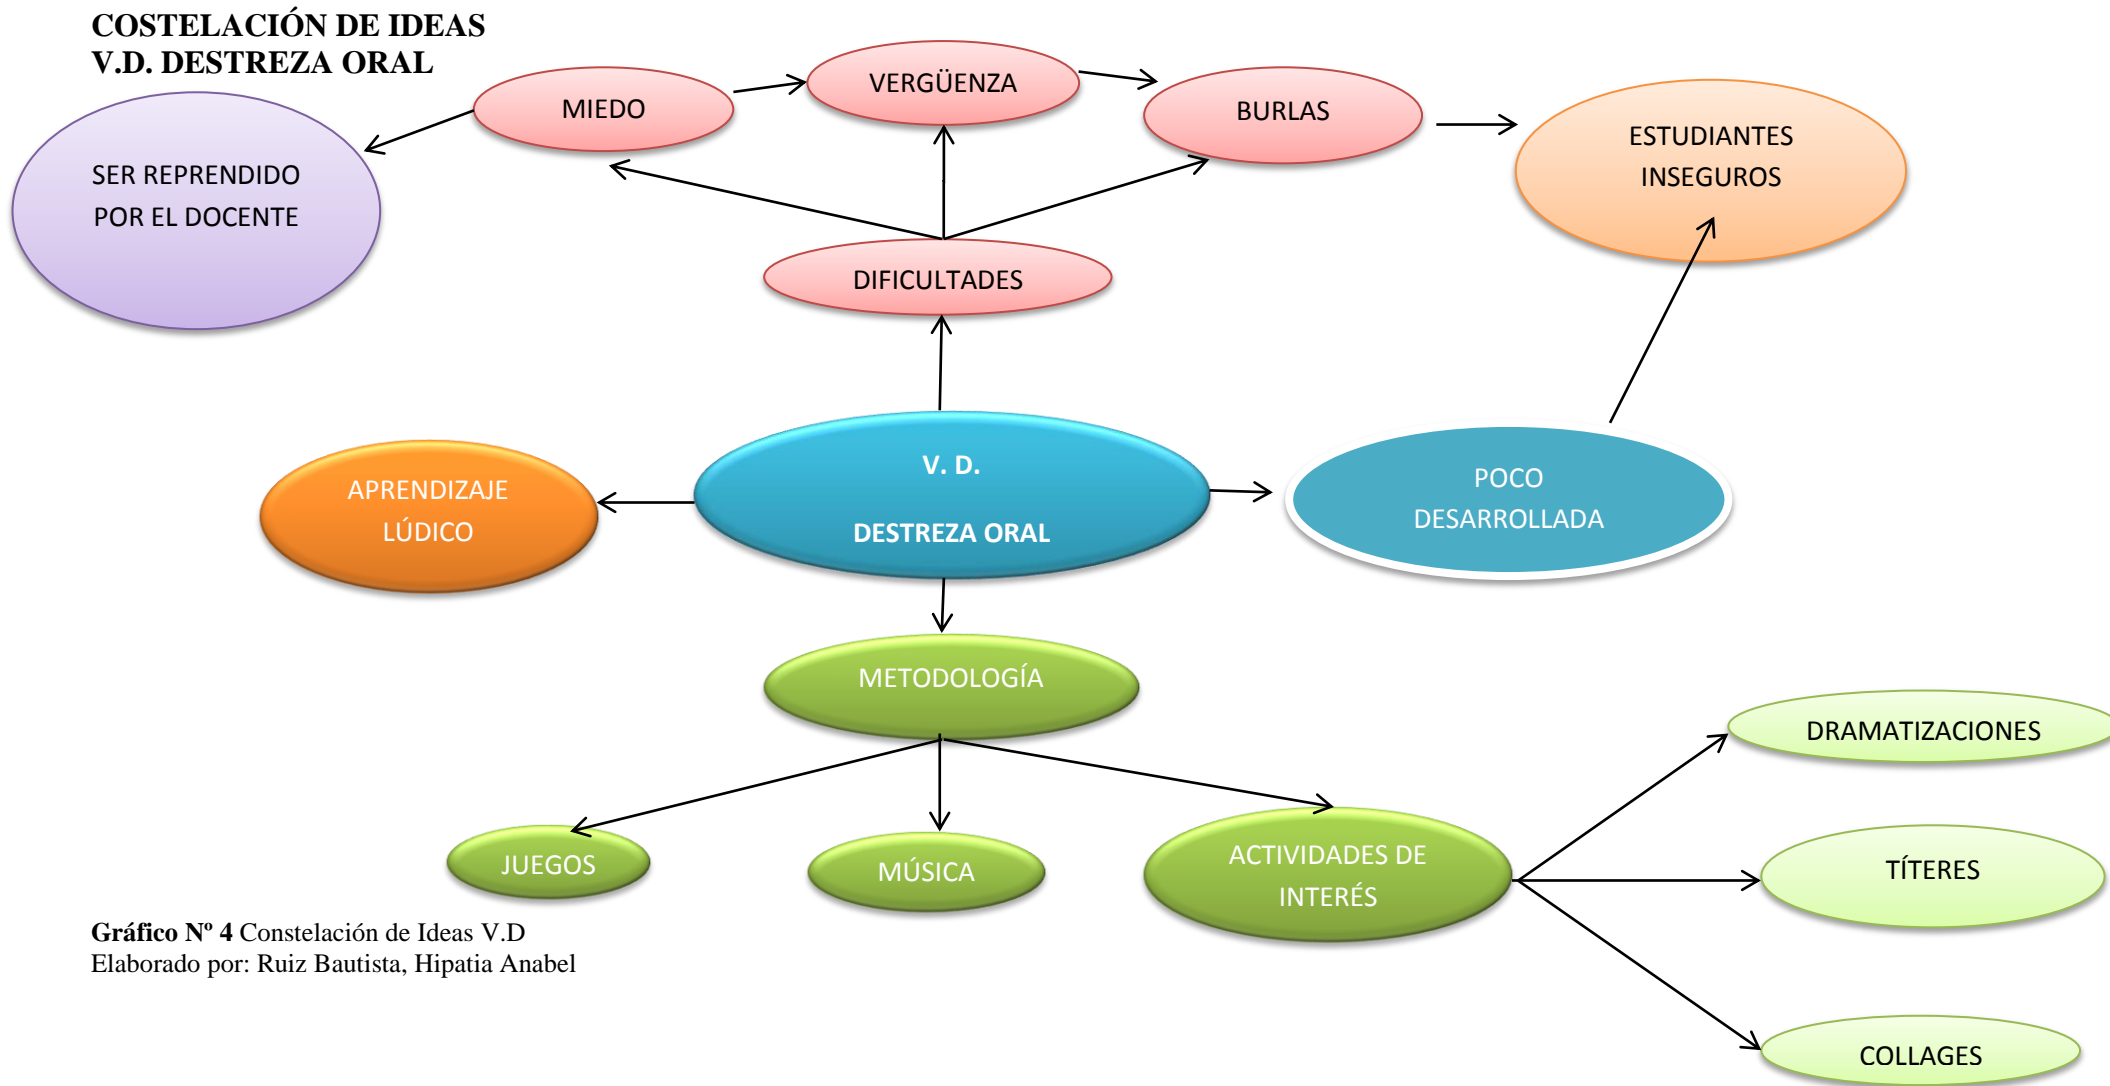 COSTELACIÓN DE IDEAS
V.D. DESTREZA ORAL
MIEDO
VERGÜENZA
BURLAS
ESTUDIANTES
INSEGUROS
SER REPRENDIDO
POR EL DOCENTE
DIFICULTADES
V. D.
DESTREZA ORAL
APRENDIZAJE
LÚDICO
POCO
DESARROLLADA
METODOLOGÍA
DRAMATIZACIONES
JUEGOS
MÚSICA
ACTIVIDADES DE
INTERÉS
TÍTERES
COLLAGES
Gráfico Nº 4 Constelación de Ideas V.D
Elaborado por: Ruiz Bautista, Hipatia Anabel